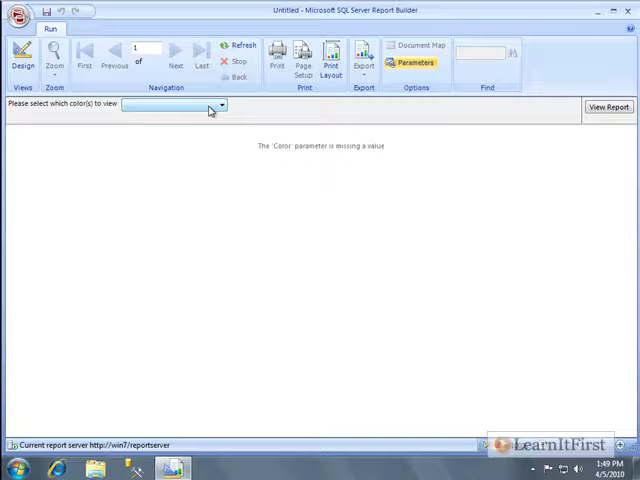 Untitled - Microsoft SQL Server Report Builder
Run
Design
Zoom
First
Previous
1
of
Next
Last
Refresh
Stop
Back
Print
Page Setup
Print Layout
Export
Document Map
Parameters
Views
Zoom
Navigation
Print
Export
Options
Find
Please select which color(s) to view
View Report
The 'Color' parameter is missing a value
Current report server http://win7/reportserver
LearnItFirst
1:49 PM
4/5/2010